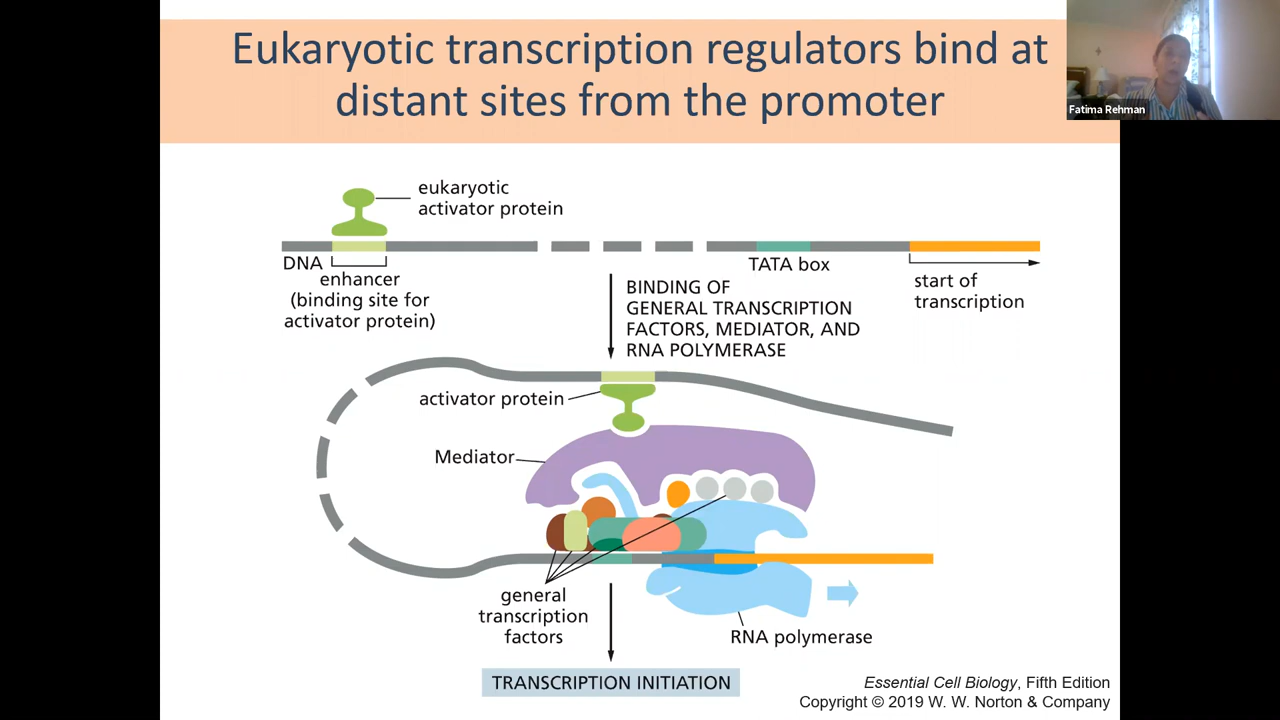 Eukaryotic transcription regulators bind at
distant sites from the promoter
Fatima Rehman
eukaryotic
activator protein
DNA
enhancer
(binding site for
activator protein)
TATA box
start of
transcription
BINDING OF
GENERAL TRANSCRIPTION
FACTORS, MEDIATOR, AND
RNA POLYMERASE
activator protein
Mediator
general
transcription
factors
RNA polymerase
TRANSCRIPTION INITIATION
Essential Cell Biology, Fifth Edition
Copyright © 2019 W. W. Norton & Company